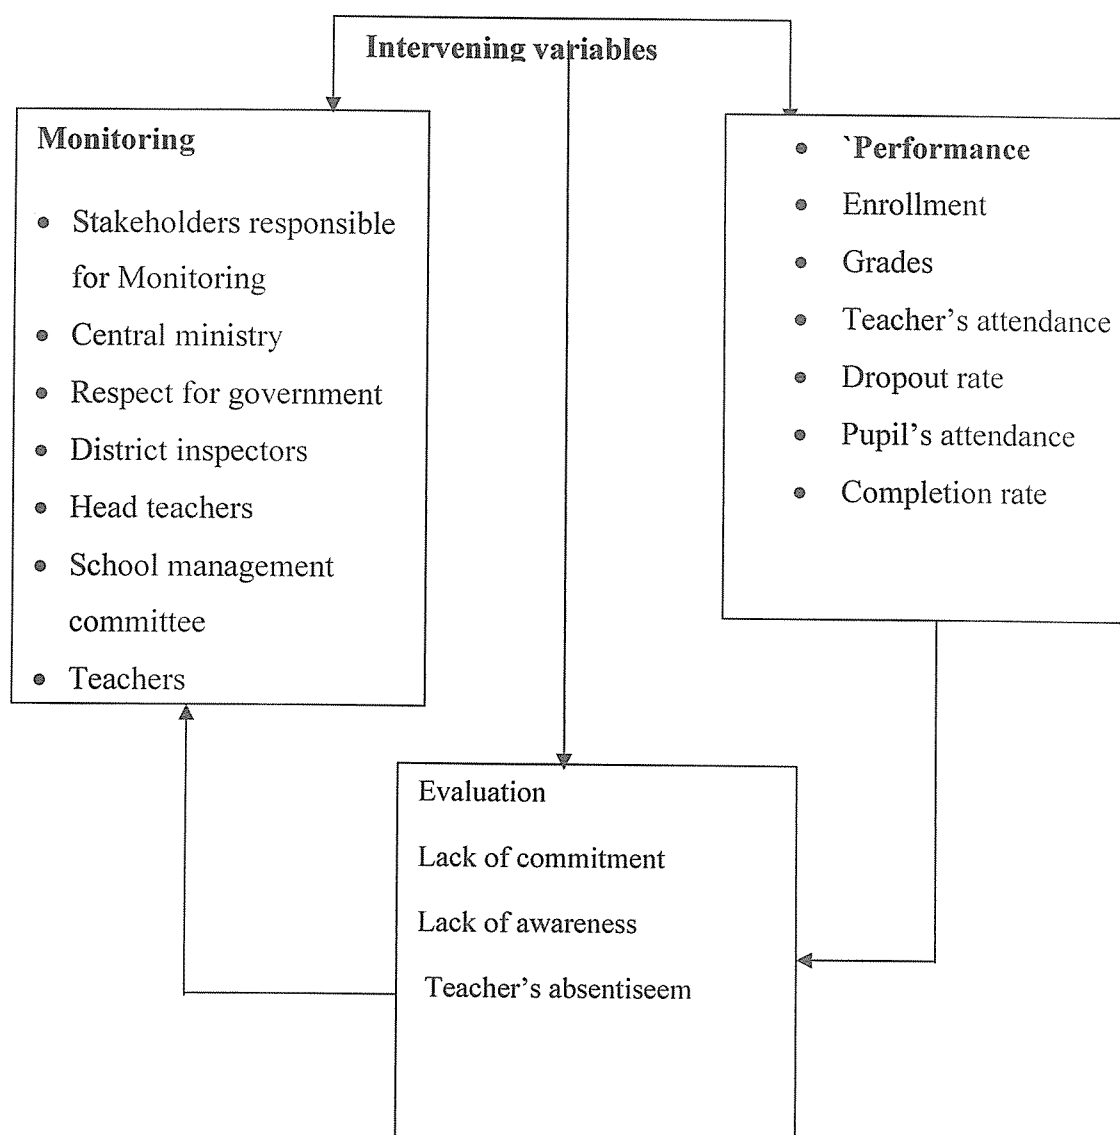 Intervening variables
Monitoring
• Stakeholders responsible
for Monitoring
• Central ministry
• Respect for government
• District inspectors
• Head teachers
• School management
committee
• Teachers
• `Performance
• Enrollment
• Grades
• Teacher’s attendance
• Dropout rate
• Pupil’s attendance
• Completion rate
Evaluation
Lack of commitment
Lack of awareness
Teacher’s absentiseem